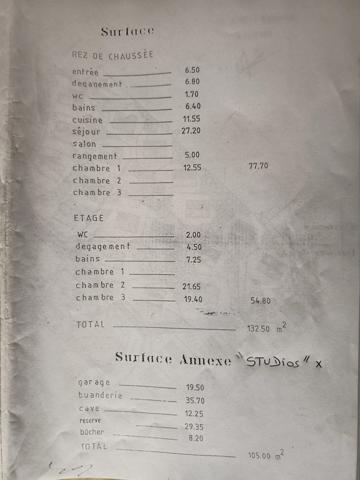 Surface
REZ DE CHAUSSÉE
entrée 6.50
deganement 6.80
wc 1.70
bains 6.40
cuisine 11.55
séjour 27.20
salon
rangement 5.00
chambre 1 12.55 77.70
chambre 2
chambre 3
ETAGE
WC 2.00
degagement 4.50
bains 7.25
chambre 1
chambre 2 21.65
chambre 3 19.40 54.80
TOTAL 132.50 m²
Surface Annexe "STUDIOS" x
garage 19.50
buanderie 35.70
cave 12.25
reserve 29.35
bûcher 8.20
TOTAL 105.00 m²